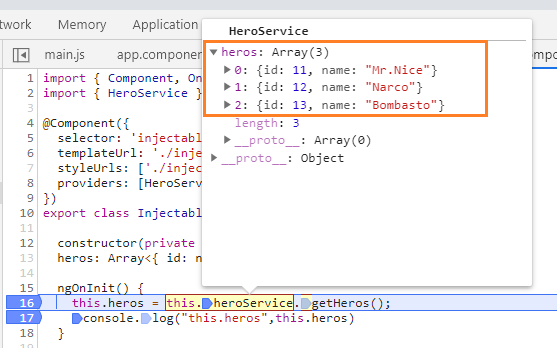 twork Memory Application
main.js app.compone
HeroService
heros: Array(3)
0: {id: 11, name: "Mr.Nice"}
1: {id: 12, name: "Narco"}
2: {id: 13, name: "Bombasto"}
length: 3
__proto__: Array(0)
__proto__: Object
1 import { Component, On
2 import { HeroService }
3
4 @Component({
5 selector: 'injectabl
6 templateUrl: './inje
7 styleUrls: ['./injec
8 providers: [HeroServ
9 })
10 export class Injectabl
11
12 constructor(private
13 heros: Array<{ id: n
14
15 ngOnInit() {
16 this.heros = this.heroService.getHeros();
17 console.log("this.heros",this.heros)
18 }